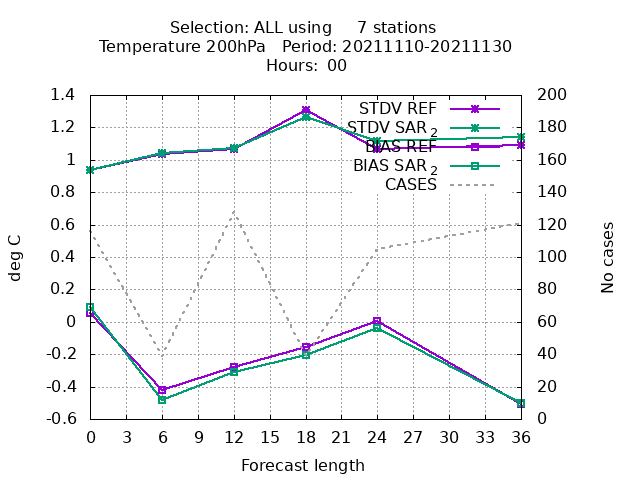 Selection: ALL using 7 stations
Temperature 200hPa Period: 20211110-20211130
Hours: 00
1.4
1.2
1
0.8
0.6
0.4
0.2
0
-0.2
-0.4
-0.6
deg C
STDV REF
STDV SAR 2
BIAS REF
BIAS SAR 2
CASES
200
180
160
140
120
100
80
60
40
20
0
No cases
0 3 6 9 12 15 18 21 24 27 30 33 36
Forecast length